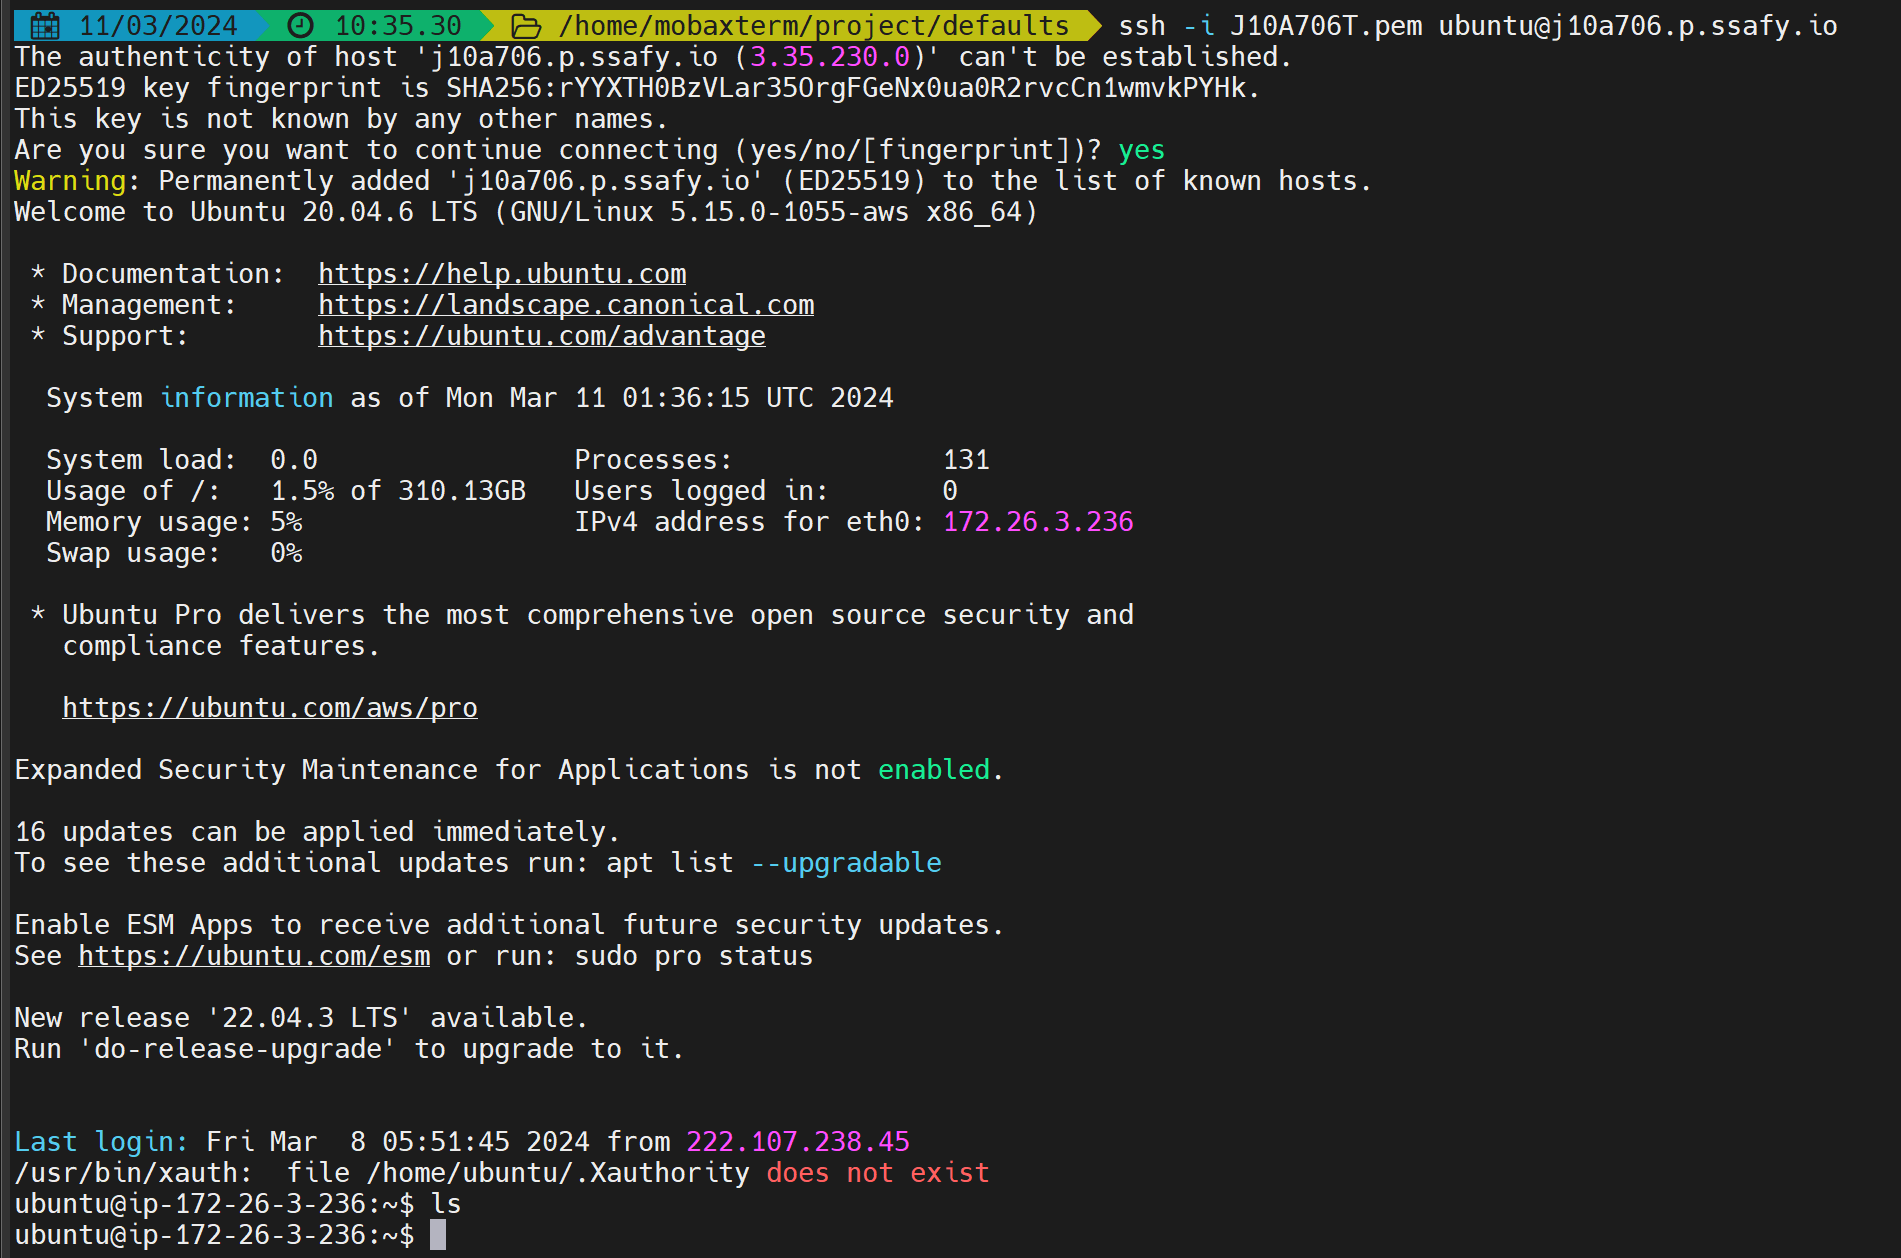 11/03/2024 10:35.30 /home/mobaxterm/project/defaults ssh -i J10A706T.pem ubuntu@j10a706.p.ssafy.io
The authenticity of host 'j10a706.p.ssafy.io (3.35.230.0)' can't be established.
ED25519 key fingerprint is SHA256:rYYXTH0BzVLar35OrgFGeNx0ua0R2rvcCn1wmvkPYHk.
This key is not known by any other names.
Are you sure you want to continue connecting (yes/no/[fingerprint])? yes
Warning: Permanently added 'j10a706.p.ssafy.io' (ED25519) to the list of known hosts.
Welcome to Ubuntu 20.04.6 LTS (GNU/Linux 5.15.0-1055-aws x86_64)
* Documentation: https://help.ubuntu.com
* Management: https://landscape.canonical.com
* Support: https://ubuntu.com/advantage
System information as of Mon Mar 11 01:36:15 UTC 2024
System load: 0.0 Processes: 131
Usage of /: 1.5% of 310.13GB Users logged in: 0
Memory usage: 5% IPv4 address for eth0: 172.26.3.236
Swap usage: 0%
* Ubuntu Pro delivers the most comprehensive open source security and
compliance features.
https://ubuntu.com/aws/pro
Expanded Security Maintenance for Applications is not enabled.
16 updates can be applied immediately.
To see these additional updates run: apt list --upgradable
Enable ESM Apps to receive additional future security updates.
See https://ubuntu.com/esm or run: sudo pro status
New release '22.04.3 LTS' available.
Run 'do-release-upgrade' to upgrade to it.
Last login: Fri Mar  8 05:51:45 2024 from 222.107.238.45
/usr/bin/xauth:  file /home/ubuntu/.Xauthority does not exist
ubuntu@ip-172-26-3-236:~$ ls
ubuntu@ip-172-26-3-236:~$